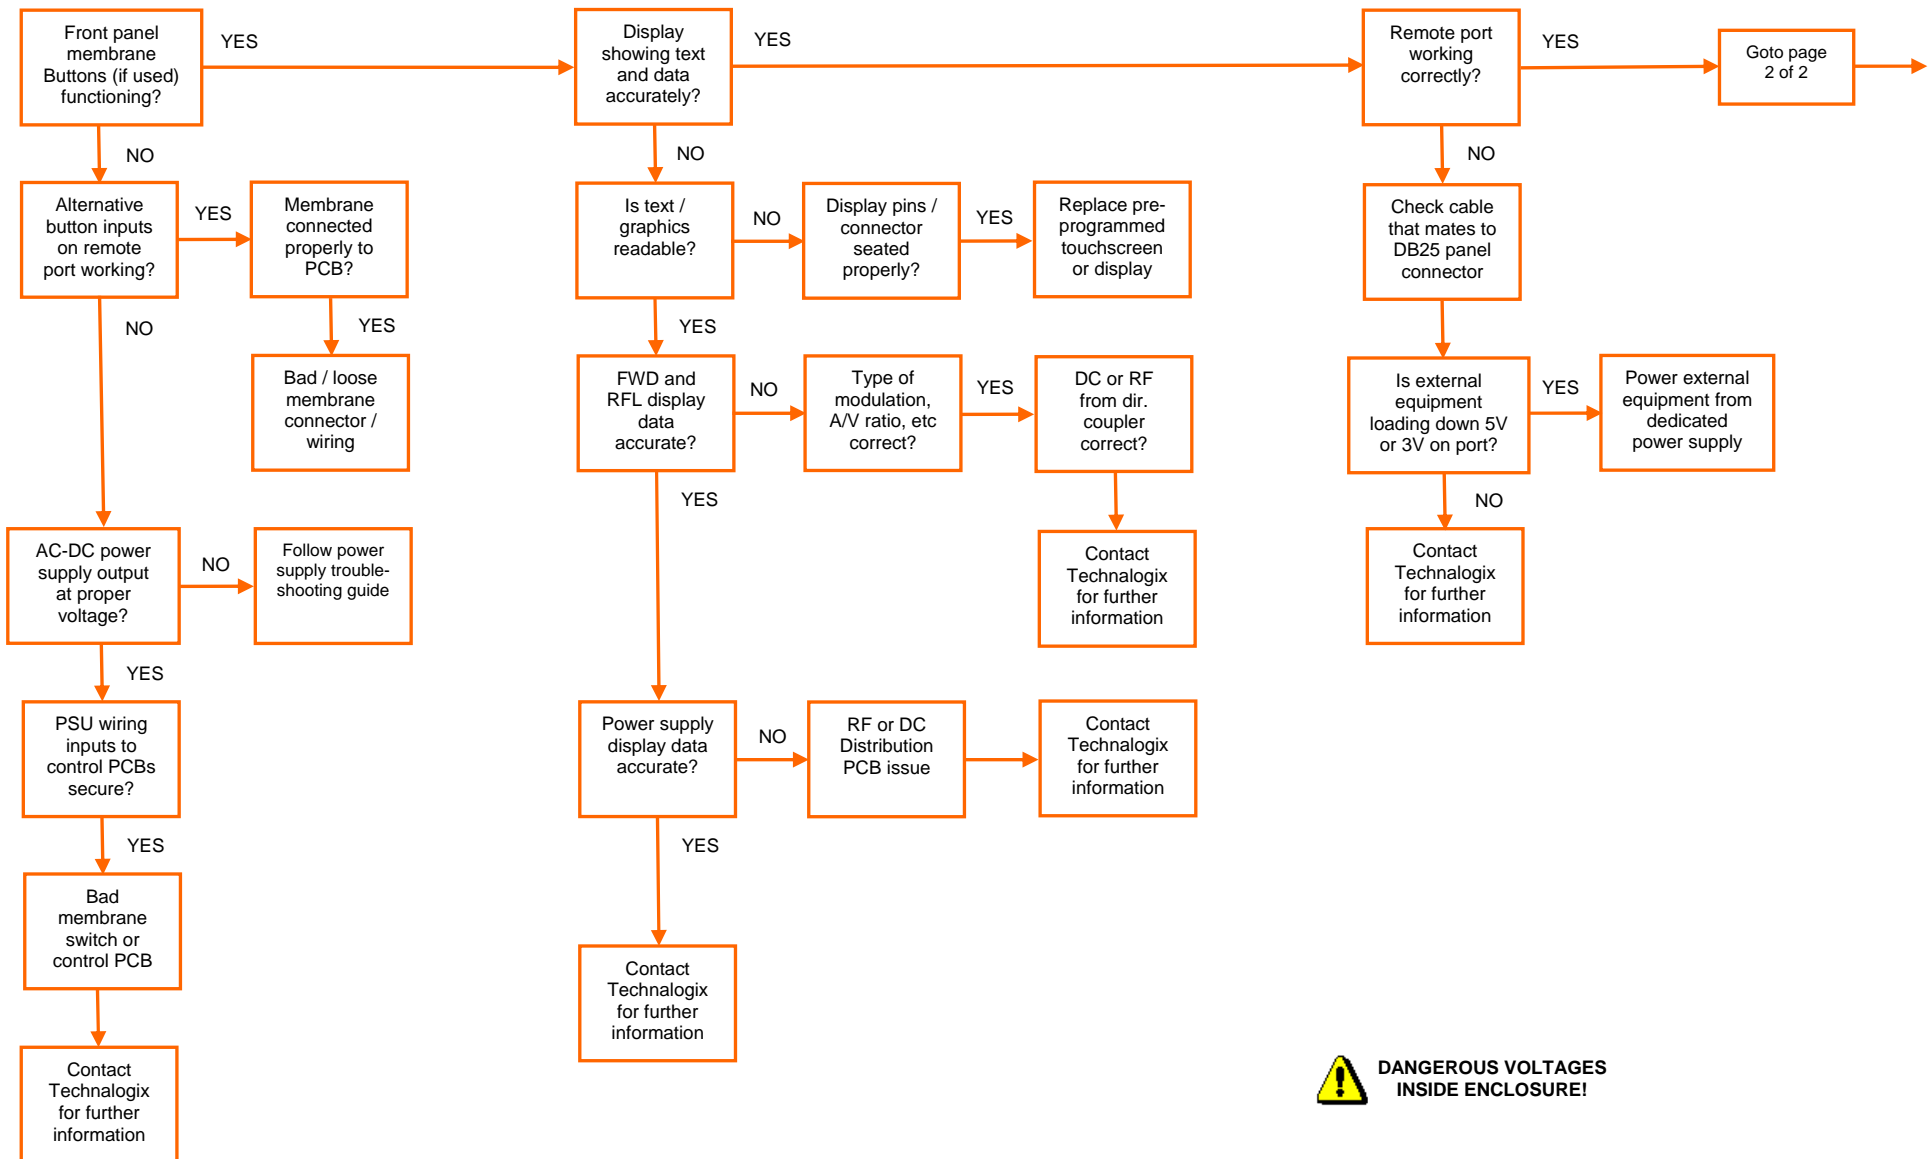 Front panel
membrane
Buttons (if used)
functioning?
YES
Display
showing text
and data
accurately?
YES
Remote port
working
correctly?
YES
Goto page
2 of 2
NO
NO
NO
Alternative
button inputs
on remote
port working?
YES
Membrane
connected
properly to
PCB?
Is text /
graphics
readable?
NO
Display pins /
connector
seated
properly?
YES
Replace pre-
programmed
touchscreen
or display
Check cable
that mates to
DB25 panel
connector
NO
YES
YES
Bad / loose
membrane
connector /
wiring
FWD and
RFL display
data
accurate?
NO
Type of
modulation,
A/V ratio, etc
correct?
YES
DC or RF
from dir.
coupler
correct?
Is external
equipment
loading down 5V
or 3V on port?
YES
Power external
equipment from
dedicated
power supply
YES
NO
AC-DC power
supply output
at proper
voltage?
NO
Follow power
supply trouble-
shooting guide
Contact
Technalogix
for further
information
Contact
Technalogix
for further
information
YES
PSU wiring
inputs to
control PCBs
secure?
Power supply
display data
accurate?
NO
RF or DC
Distribution
PCB issue
Contact
Technalogix
for further
information
YES
YES
Bad
membrane
switch or
control PCB
Contact
Technalogix
for further
information
Contact
Technalogix
for further
information
DANGEROUS VOLTAGES
INSIDE ENCLOSURE!